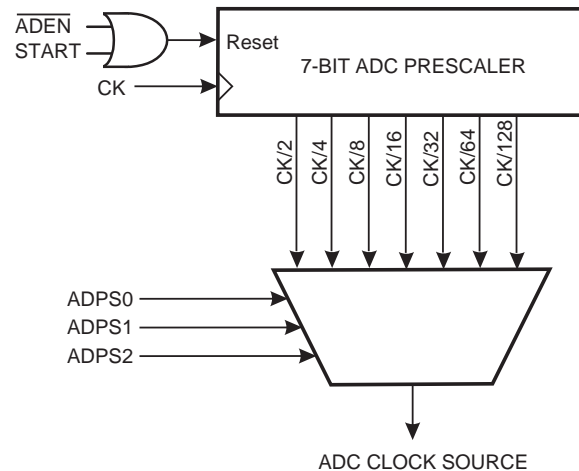 A̅D̅E̅N̅
START
Reset
7-BIT ADC PRESCALER
CK
CK/2
CK/4
CK/8
CK/16
CK/32
CK/64
CK/128
ADPS0
ADPS1
ADPS2
ADC CLOCK SOURCE